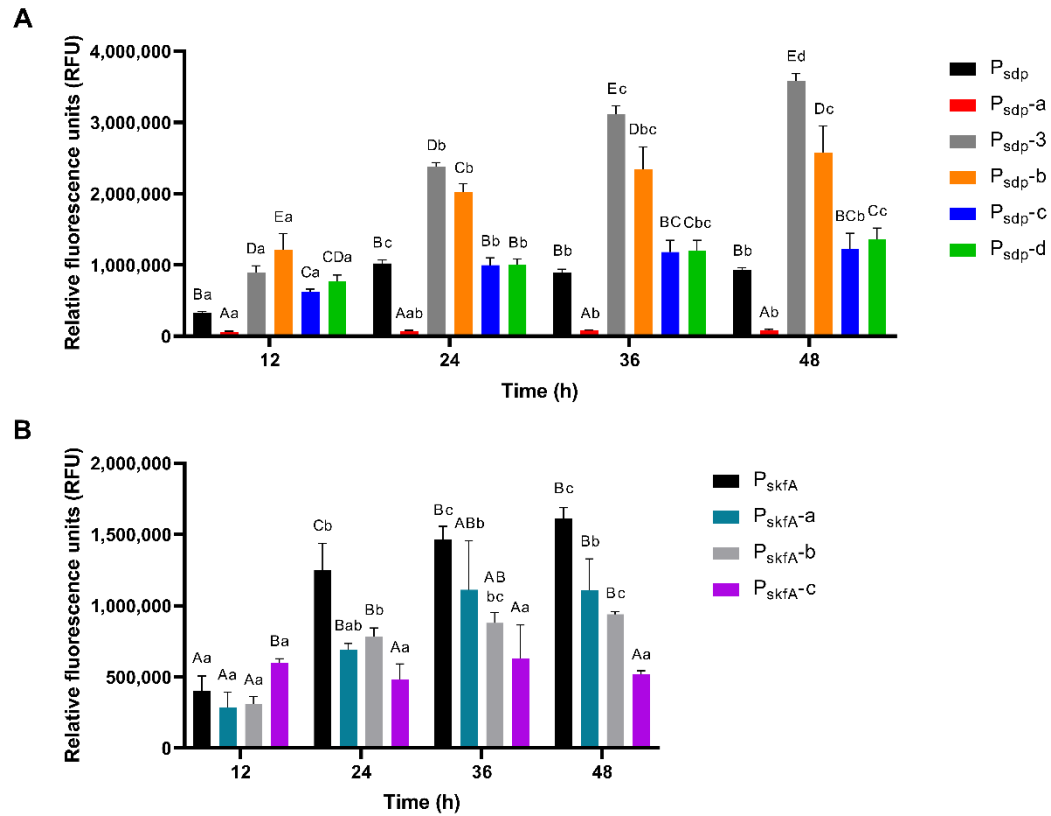 A
Relative fluorescence units (RFU)
4,000,000
3,000,000
2,000,000
1,000,000
0
Ba Aa Da Ea Ca CDa
Bc Aab Db Cb Bb Bb
Bb Ab Ec Dbc BC Cbc
Bb Ab Ed Dc BCb Cc
12 24 36 48
Time (h)
Psdp
Psdp-a
Psdp-3
Psdp-b
Psdp-c
Psdp-d
B
Relative fluorescence units (RFU)
2,000,000
1,500,000
1,000,000
500,000
0
Aa Aa Aa Ba
Cb Bab Bb Aa
Bc ABb AB
bc Aa
Bc Bb Bc Aa
12 24 36 48
Time (h)
PskfA
PskfA-a
PskfA-b
PskfA-c